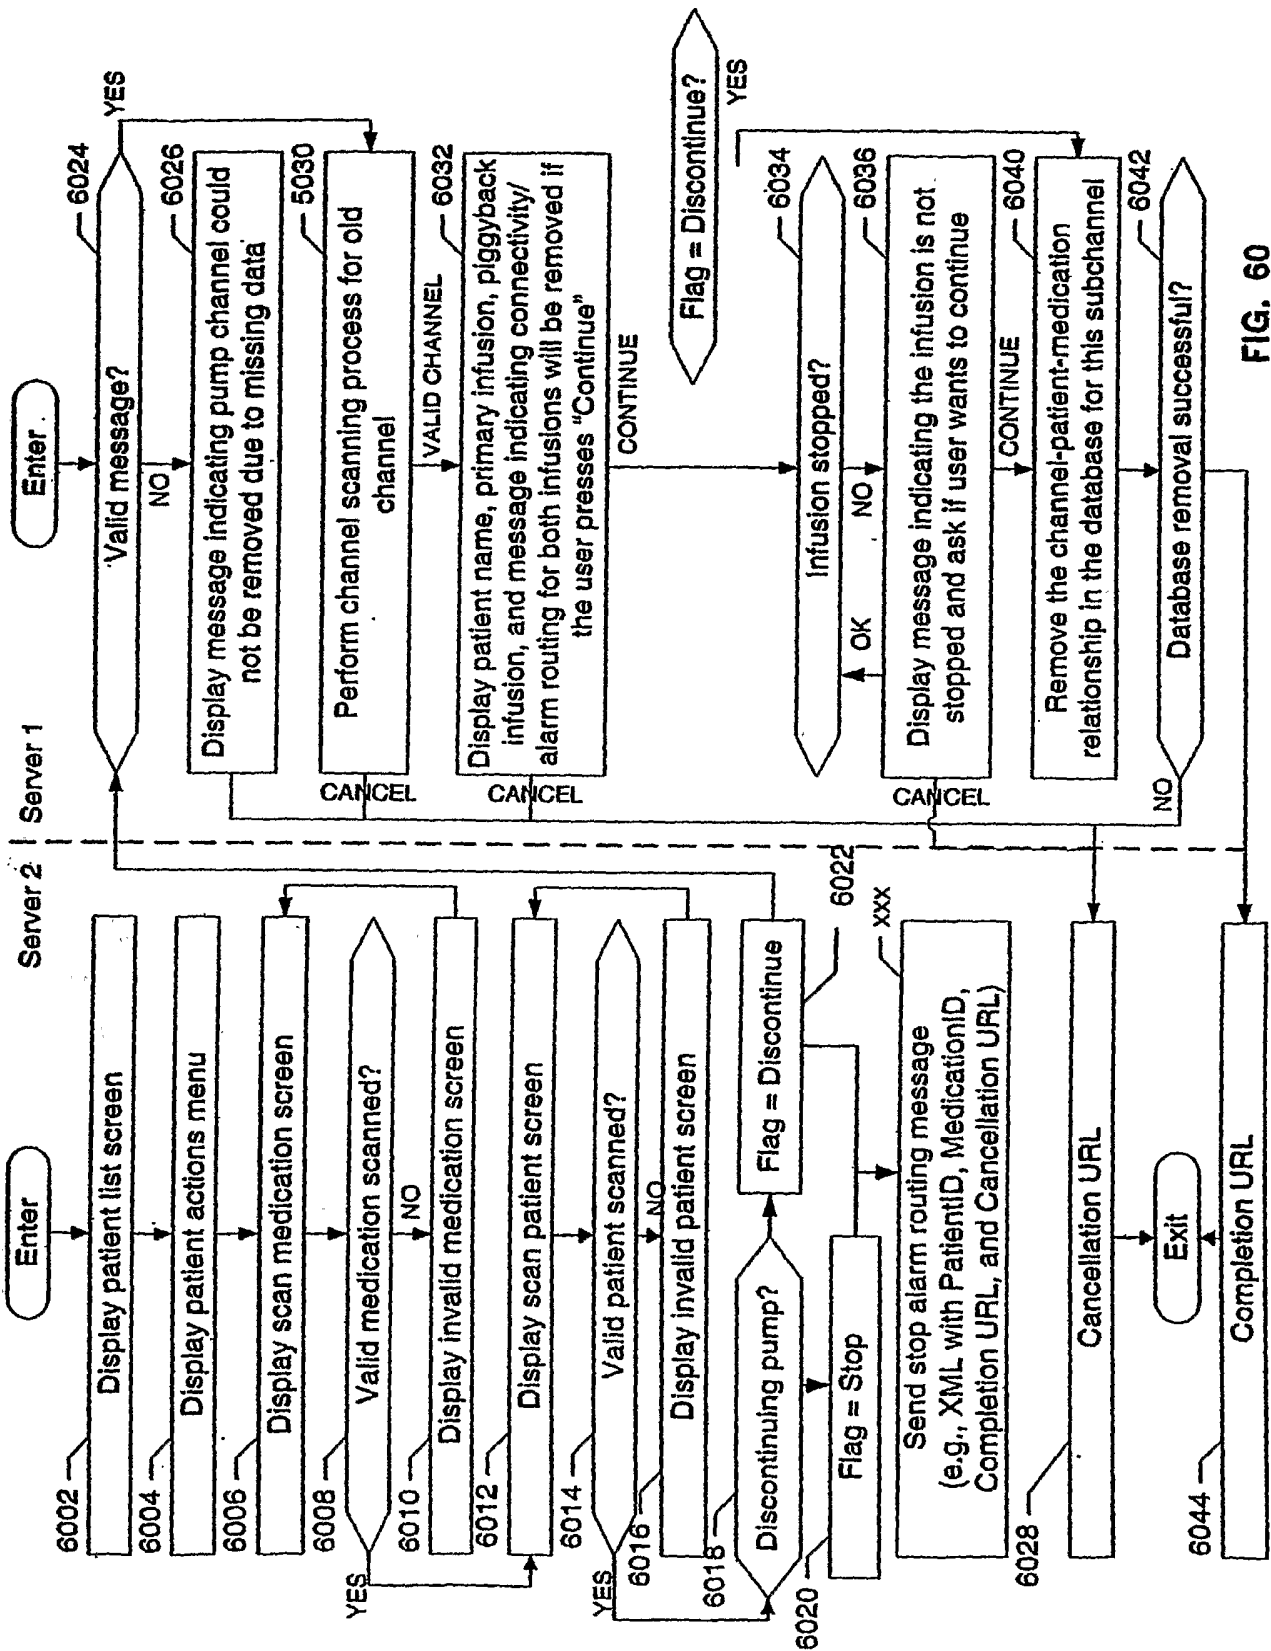 Server 2
Server 1
Enter
6002
Display patient list screen
6004
Display patient actions menu
6006
Display scan medication screen
6008
Valid medication scanned?
YES
NO
6010
Display invalid medication screen
6012
Display scan patient screen
6014
Valid patient scanned?
YES
NO
6016
Display invalid patient screen
6018
Discontinuing pump?
Flag = Discontinue
6022
6020
Flag = Stop
xxx
Send stop alarm routing message
(e.g., XML with PatientID, MedicationID,
Completion URL, and Cancellation URL)
6028
Cancellation URL
Exit
6044
Completion URL
Enter
6024
Valid message?
YES
NO
6026
Display message indicating pump channel could
not be removed due to missing data
5030
Perform channel scanning process for old
channel
CANCEL
VALID CHANNEL
6032
Display patient name, primary infusion, piggyback
infusion, and message indicating connectivity/
alarm routing for both infusions will be removed if
the user presses "Continue"
CANCEL
CONTINUE
Flag = Discontinue?
YES
6034
Infusion stopped?
OK
NO
6036
Display message indicating the infusion is not
stopped and ask if user wants to continue
CANCEL
CONTINUE
6040
Remove the channel-patient-medication
relationship in the database for this subchannel
6042
Database removal successful?
NO
FIG. 60